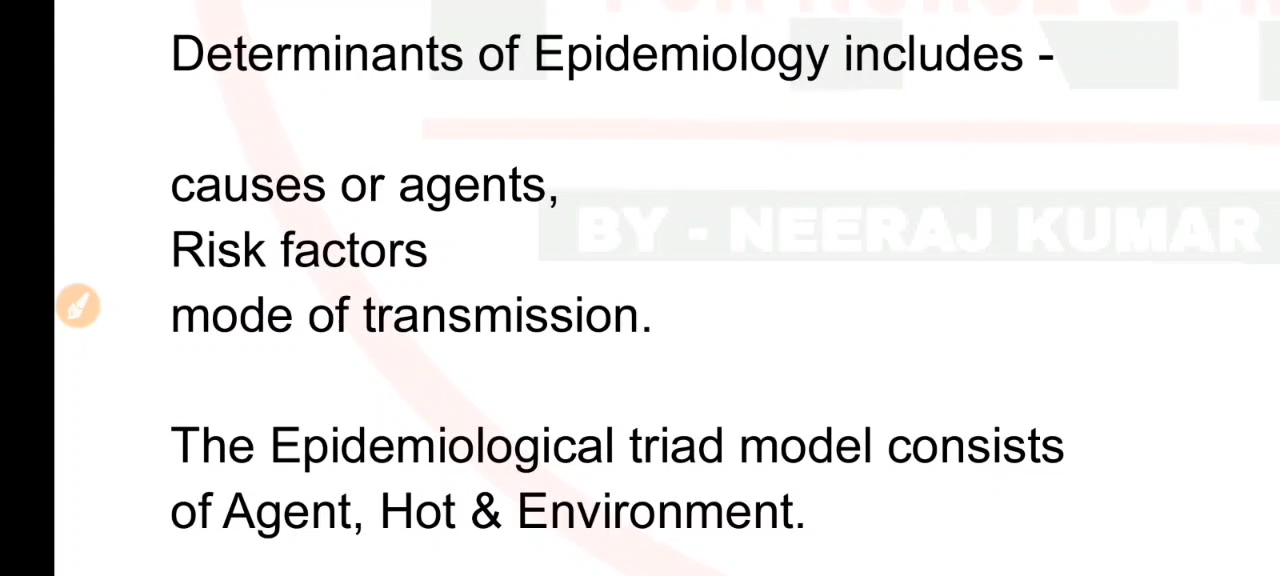 Determinants of Epidemiology includes -
causes or agents,
BY - NEERAJ KUMAR
Risk factors
mode of transmission.
The Epidemiological triad model consists
of Agent, Hot & Environment.